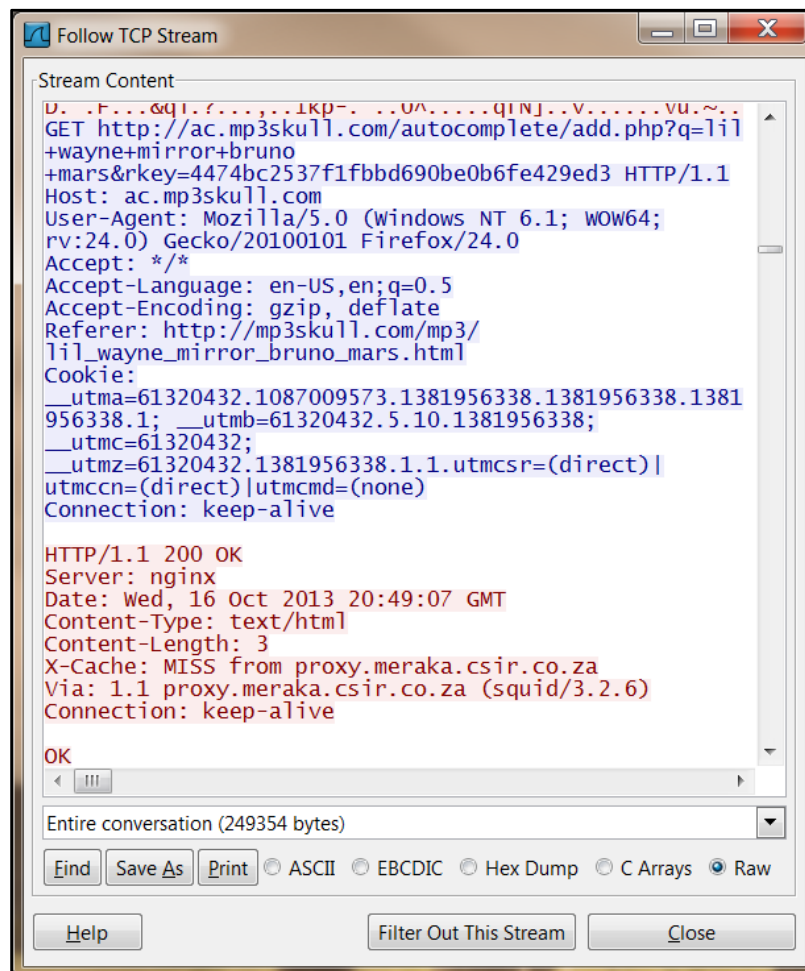 Follow TCP Stream
Stream Content
GET http://ac.mp3skull.com/autocomplete/add.php?q=lil
+wayne+mirror+bruno
+mars&rkey=4474bc2537f1fbbd690be0b6fe429ed3 HTTP/1.1
Host: ac.mp3skull.com
User-Agent: Mozilla/5.0 (Windows NT 6.1; WOW64;
rv:24.0) Gecko/20100101 Firefox/24.0
Accept: */*
Accept-Language: en-US,en;q=0.5
Accept-Encoding: gzip, deflate
Referer: http://mp3skull.com/mp3/
lil_wayne_mirror_bruno_mars.html
Cookie:
__utma=61320432.1087009573.1381956338.1381956338.1381
956338.1; __utmb=61320432.5.10.1381956338;
__utmc=61320432;
__utmz=61320432.1381956338.1.1.utmcsr=(direct)|
utmccn=(direct)|utmcmd=(none)
Connection: keep-alive
HTTP/1.1 200 OK
Server: nginx
Date: Wed, 16 Oct 2013 20:49:07 GMT
Content-Type: text/html
Content-Length: 3
X-Cache: MISS from proxy.meraka.csir.co.za
Via: 1.1 proxy.meraka.csir.co.za (squid/3.2.6)
Connection: keep-alive
OK
Entire conversation (249354 bytes)
Find Save As Print ASCII EBCDIC Hex Dump C Arrays Raw
Help Filter Out This Stream Close